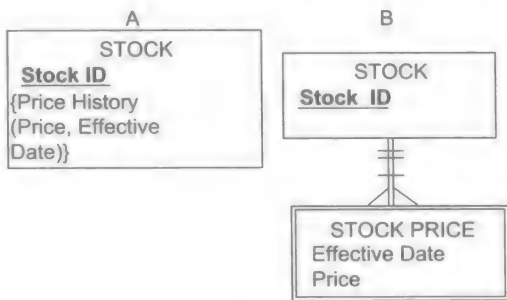 A
STOCK
Stock ID
{Price History
(Price, Effective
Date)}
B
STOCK
Stock ID
STOCK PRICE
Effective Date
Price